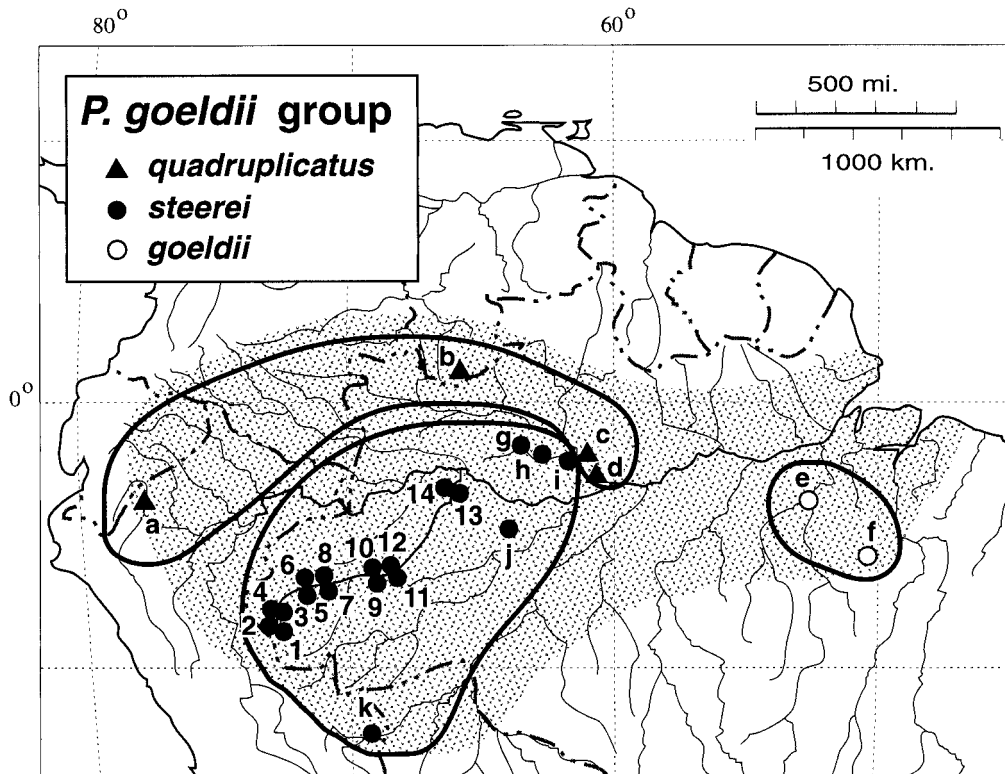 80°
60°
P. goeldii group
quadruplicatus
steerei
goeldii
500 mi.
1000 km.
0°
b
c
g
h
i
d
a
14
13
j
e
f
6
8
10
12
4
3
5
7
9
11
2
1
k